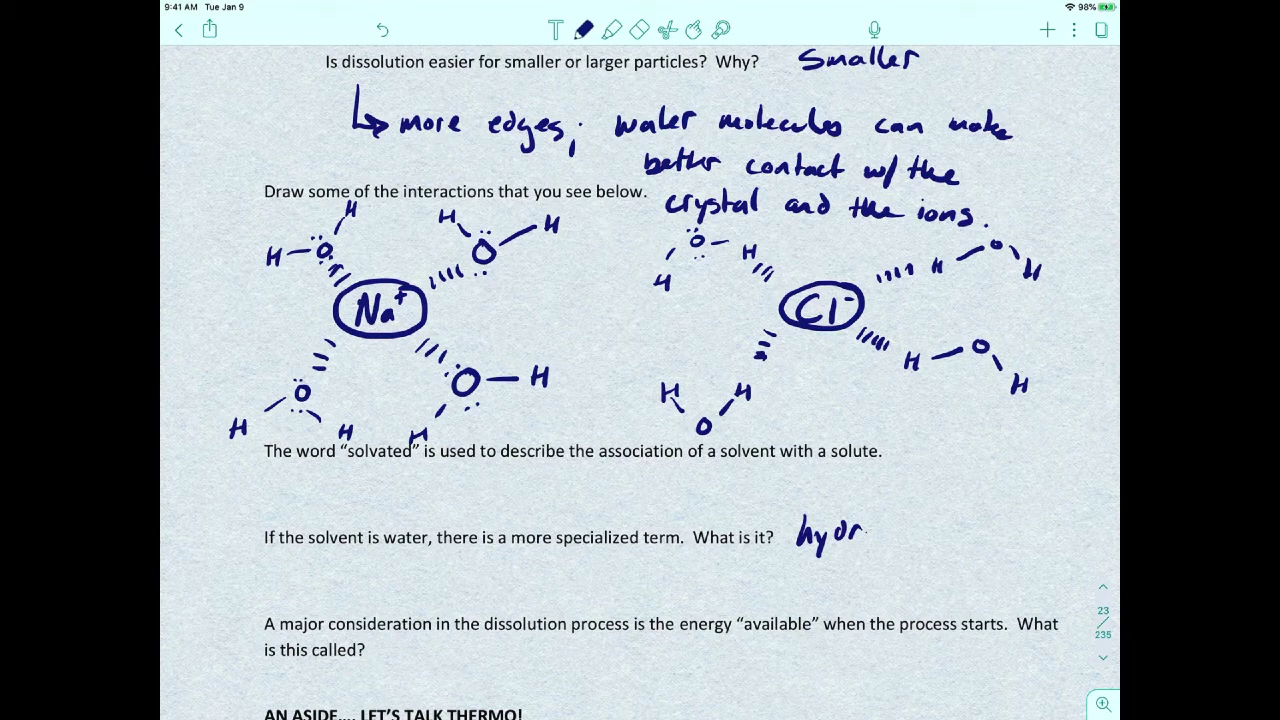 9:41 AM Tue Jan 9
98%
Is dissolution easier for smaller or larger particles? Why? Smaller
more edges; water molecules can make
better contact w/ the
crystal and the ions.
Draw some of the interactions that you see below.
H H H
H O O H O H O
H H H
Na+ Cl-
H O H
O O H H H
H H H O
The word “solvated” is used to describe the association of a solvent with a solute.
If the solvent is water, there is a more specialized term. What is it? hydr
23
/
235
A major consideration in the dissolution process is the energy “available” when the process starts. What
is this called?
AN ASIDE.... LET’S TALK THERMO!